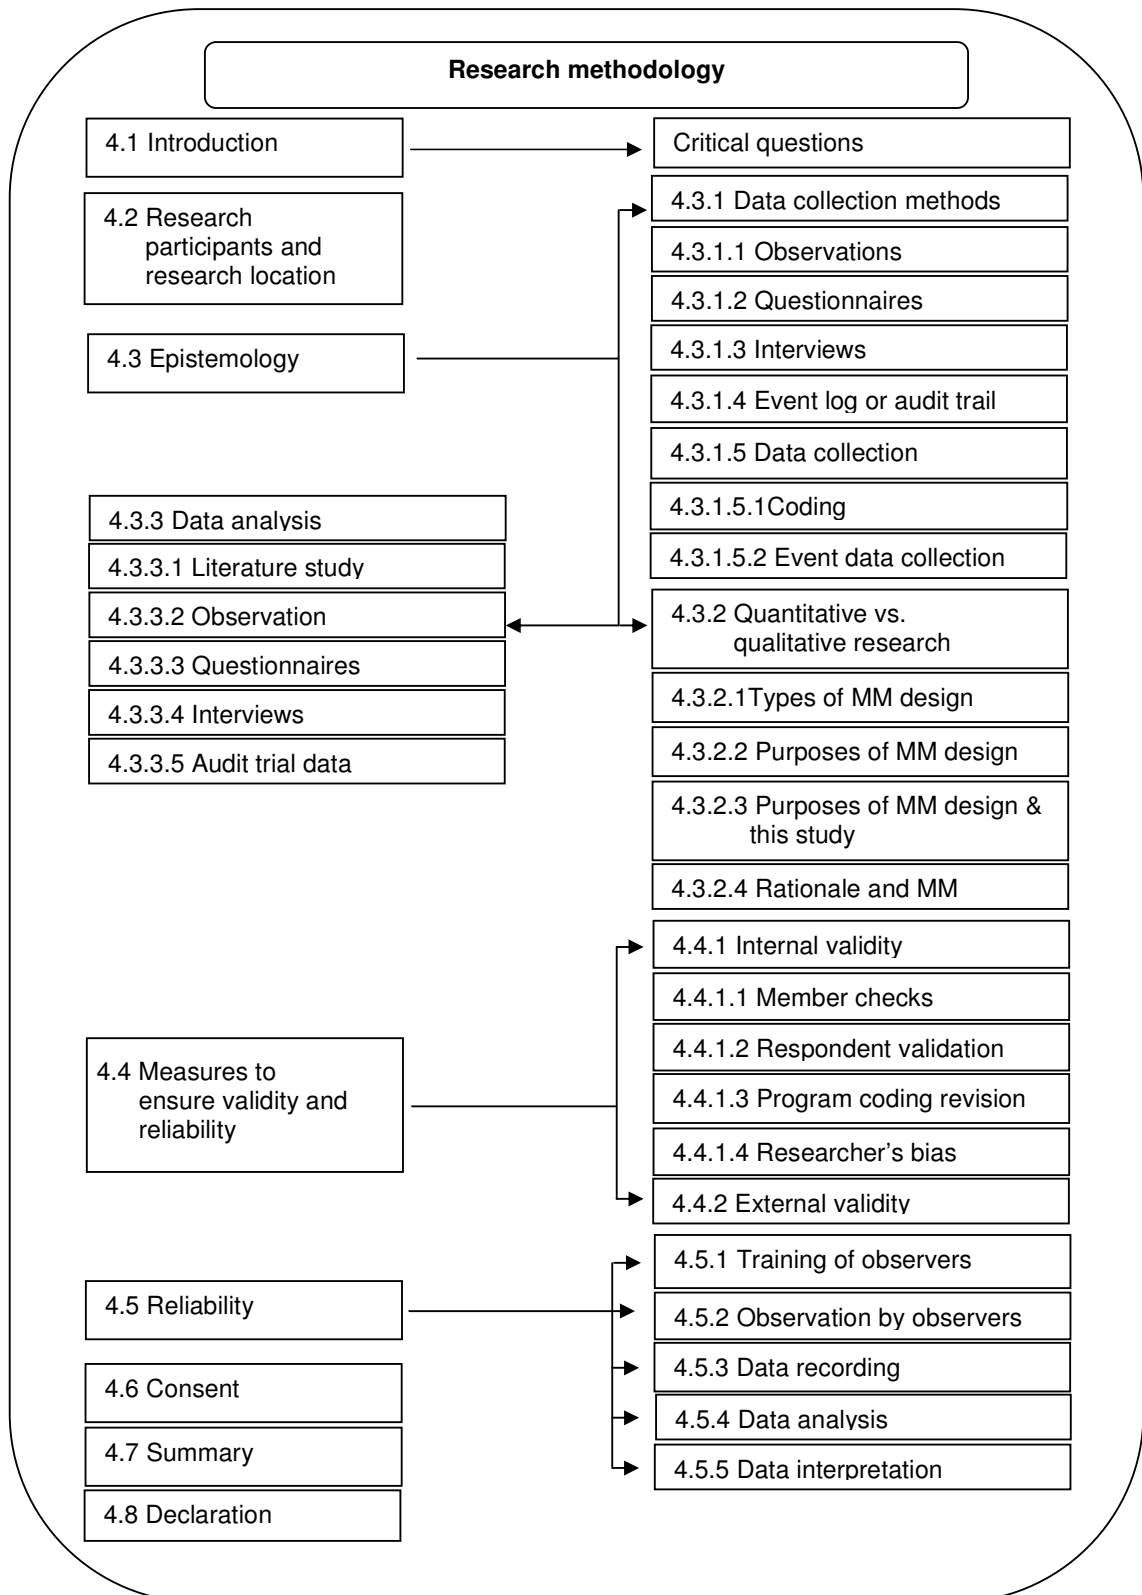 Research methodology
4.1 Introduction
Critical questions
4.2 Research
participants and
research location
4.3 Epistemology
4.3.1 Data collection methods
4.3.1.1 Observations
4.3.1.2 Questionnaires
4.3.1.3 Interviews
4.3.1.4 Event log or audit trail
4.3.1.5 Data collection
4.3.1.5.1Coding
4.3.1.5.2 Event data collection
4.3.3 Data analysis
4.3.3.1 Literature study
4.3.3.2 Observation
4.3.3.3 Questionnaires
4.3.3.4 Interviews
4.3.3.5 Audit trial data
4.3.2 Quantitative vs.
qualitative research
4.3.2.1Types of MM design
4.3.2.2 Purposes of MM design
4.3.2.3 Purposes of MM design &
this study
4.3.2.4 Rationale and MM
4.4 Measures to
ensure validity and
reliability
4.4.1 Internal validity
4.4.1.1 Member checks
4.4.1.2 Respondent validation
4.4.1.3 Program coding revision
4.4.1.4 Researcher's bias
4.4.2 External validity
4.5 Reliability
4.5.1 Training of observers
4.5.2 Observation by observers
4.5.3 Data recording
4.5.4 Data analysis
4.5.5 Data interpretation
4.6 Consent
4.7 Summary
4.8 Declaration